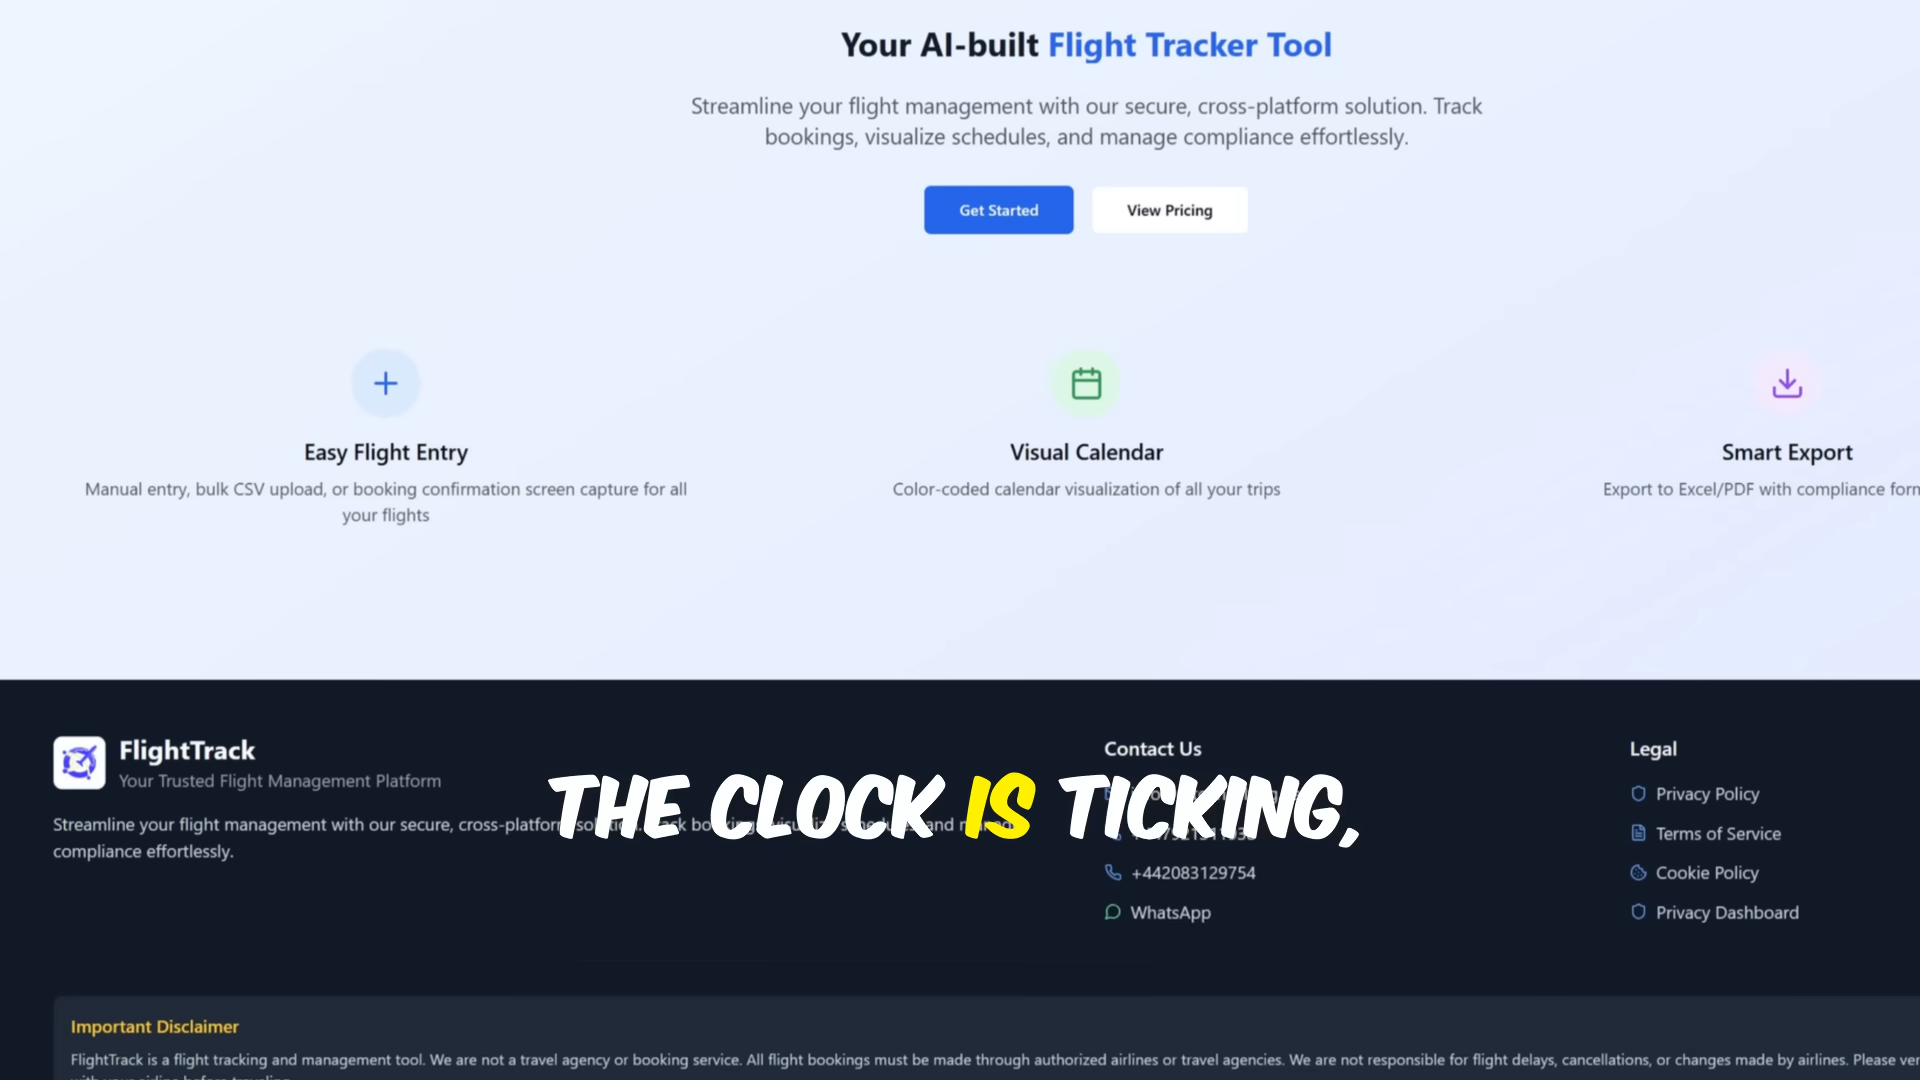 Your AI-built Flight Tracker Tool
Streamline your flight management with our secure, cross-platform solution. Track
bookings, visualize schedules, and manage compliance effortlessly.
Get Started
View Pricing
Easy Flight Entry
Manual entry, bulk CSV upload, or booking confirmation screen capture for all
your flights
Visual Calendar
Color-coded calendar visualization of all your trips
Smart Export
Export to Excel/PDF with compliance
FlightTrack
Your Trusted Flight Management Platform
Streamline your flight management with our secure, cross-platform
compliance effortlessly.
THE CLOCK IS TICKING,
Contact Us
+442083129754
WhatsApp
Legal
Privacy Policy
Terms of Service
Cookie Policy
Privacy Dashboard
Important Disclaimer
FlightTrack is a flight tracking and management tool. We are not a travel agency or booking service. All flight bookings must be made through authorized airlines or travel agencies. We are not responsible for flight delays, cancellations, or changes made by airlines. Please